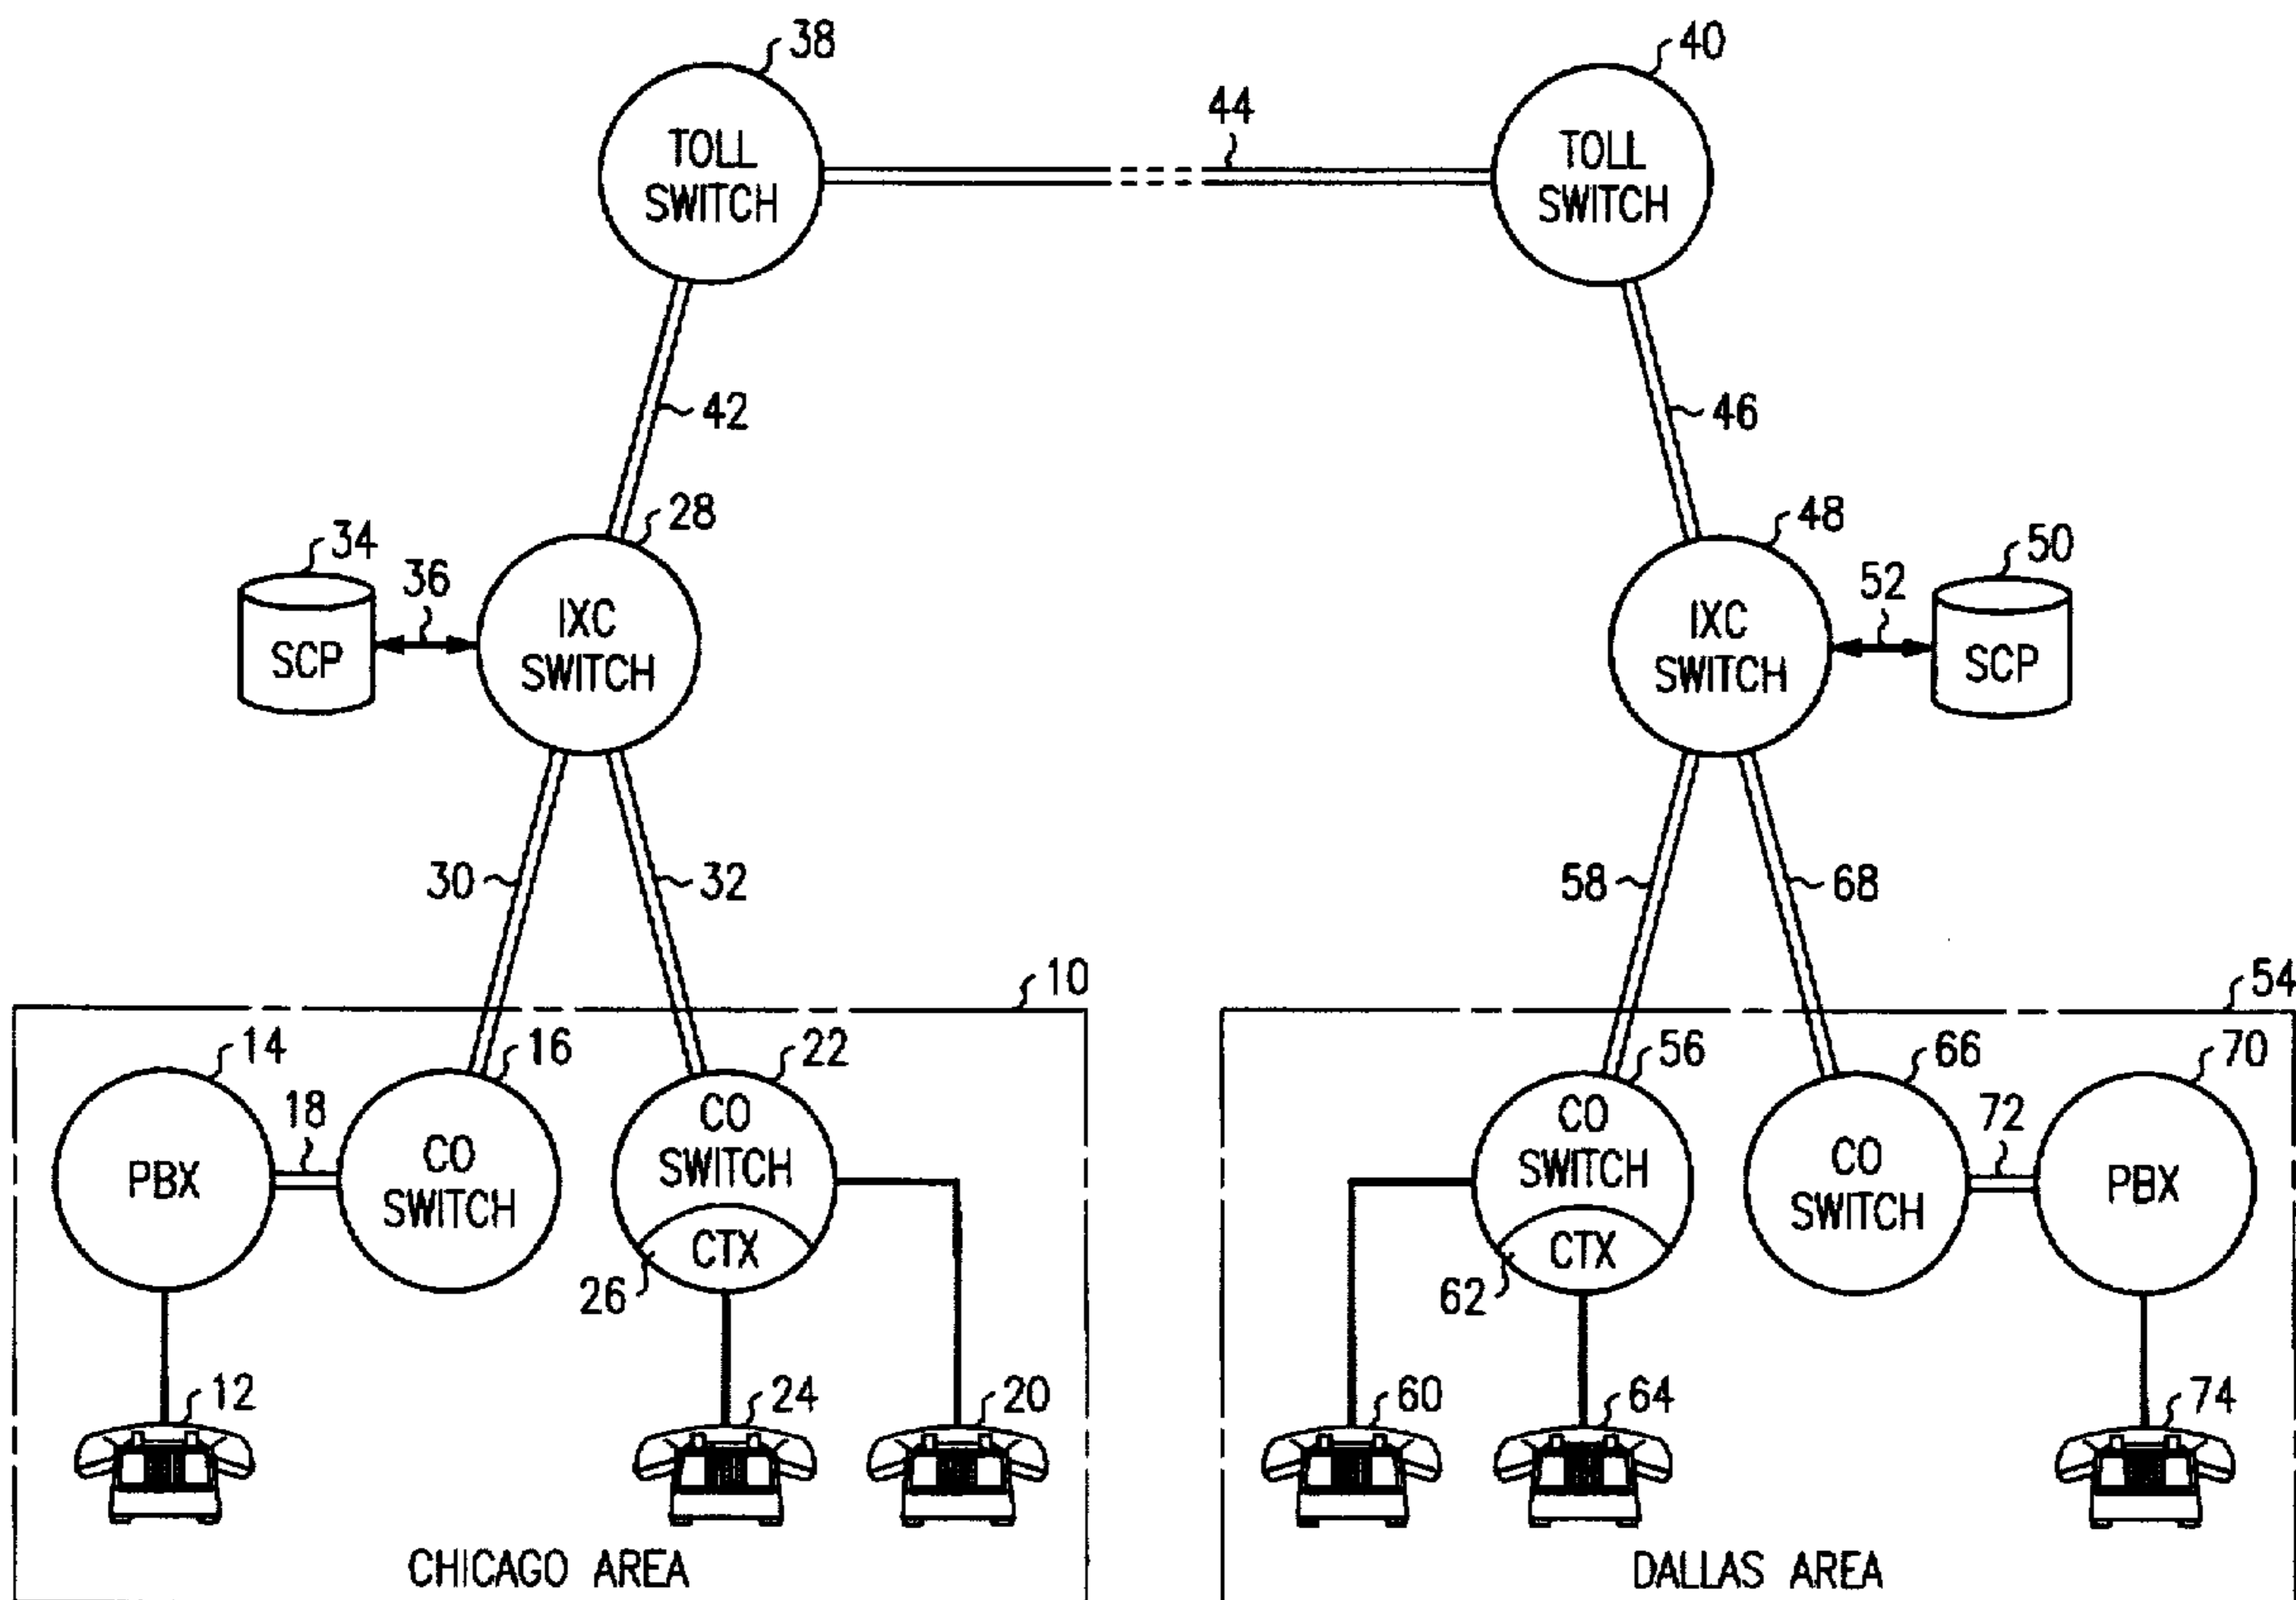 38
40
44
TOLL
SWITCH
TOLL
SWITCH
42
46
28
48
34
36
50
52
IXC
SWITCH
SCP
IXC
SWITCH
SCP
30
32
58
68
10
54
14
16
22
56
66
70
18
72
PBX
CO
SWITCH
CO
SWITCH
CTX
26
CO
SWITCH
CTX
62
CO
SWITCH
PBX
12
24
20
60
64
74
CHICAGO AREA
DALLAS AREA